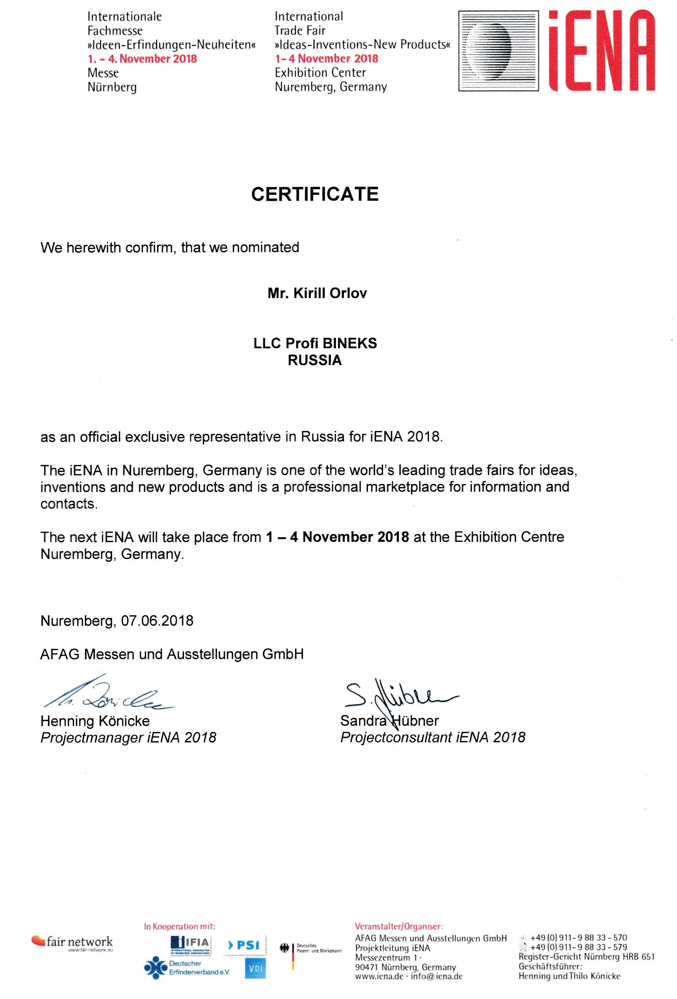 Internationale
Fachmesse
»Ideen-Erfindungen-Neuheiten«
1. – 4. November 2018
Messe
Nürnberg
International
Trade Fair
»Ideas-Inventions-New Products«
1- 4 November 2018
Exhibition Center
Nuremberg, Germany
iENA
CERTIFICATE
We herewith confirm, that we nominated
Mr. Kirill Orlov
LLC Profi BINEKS
RUSSIA
as an official exclusive representative in Russia for iENA 2018.
The iENA in Nuremberg, Germany is one of the world's leading trade fairs for ideas,
inventions and new products and is a professional marketplace for information and
contacts.
The next iENA will take place from 1 – 4 November 2018 at the Exhibition Centre
Nuremberg, Germany.
Nuremberg, 07.06.2018
AFAG Messen und Ausstellungen GmbH
S. Hübner
Henning Könicke
Projectmanager iENA 2018
Sandra Hübner
Projectconsultant iENA 2018
fair network
www.fair-network.eu
In Kooperation mit:
IFIA
INTERNATIONAL FEDERATION
OF INVENTORS' ASSOCIATIONS
PSI
Deutsches
Patent- und Markenamt
Deutscher
Erfinderverband e.V.
VDI
Veranstalter/Organiser:
AFAG Messen und Ausstellungen GmbH
Projektleitung iENA
Messezentrum 1 ·
90471 Nürnberg, Germany
www.iena.de · info@iena.de
+49 (0) 911- 9 88 33 - 570
+49 (0) 911- 9 88 33 - 579
Register-Gericht Nürnberg HRB 651
Geschäftsführer:
Henning und Thilo Könicke